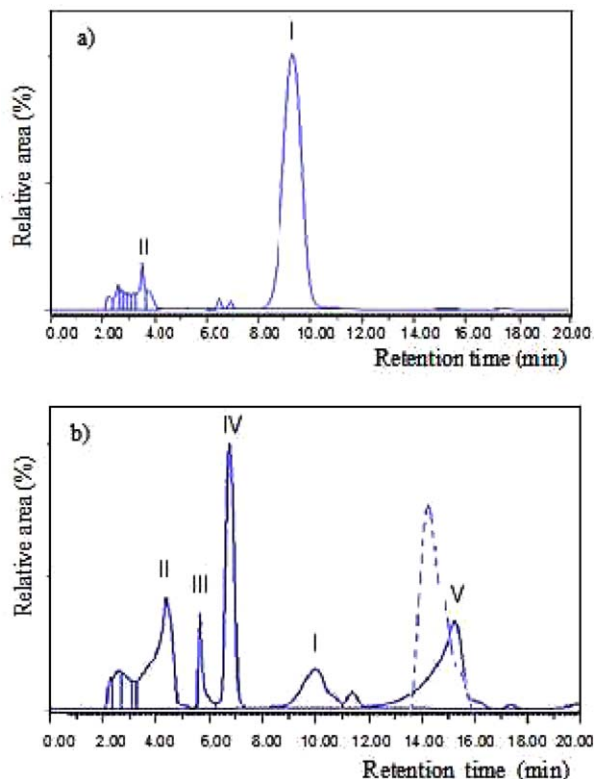 a)
I
II
Relative area (%)
0.00 2.00 4.00 6.00 8.00 10.00 12.00 14.00 16.00 18.00 20.00
Retention time (min)
b)
IV
II
III
I
V
Relative area (%)
0.00 2.00 4.00 6.00 8.00 10.00 12.00 14.00 16.00 18.00 20.00
Retention time (min)